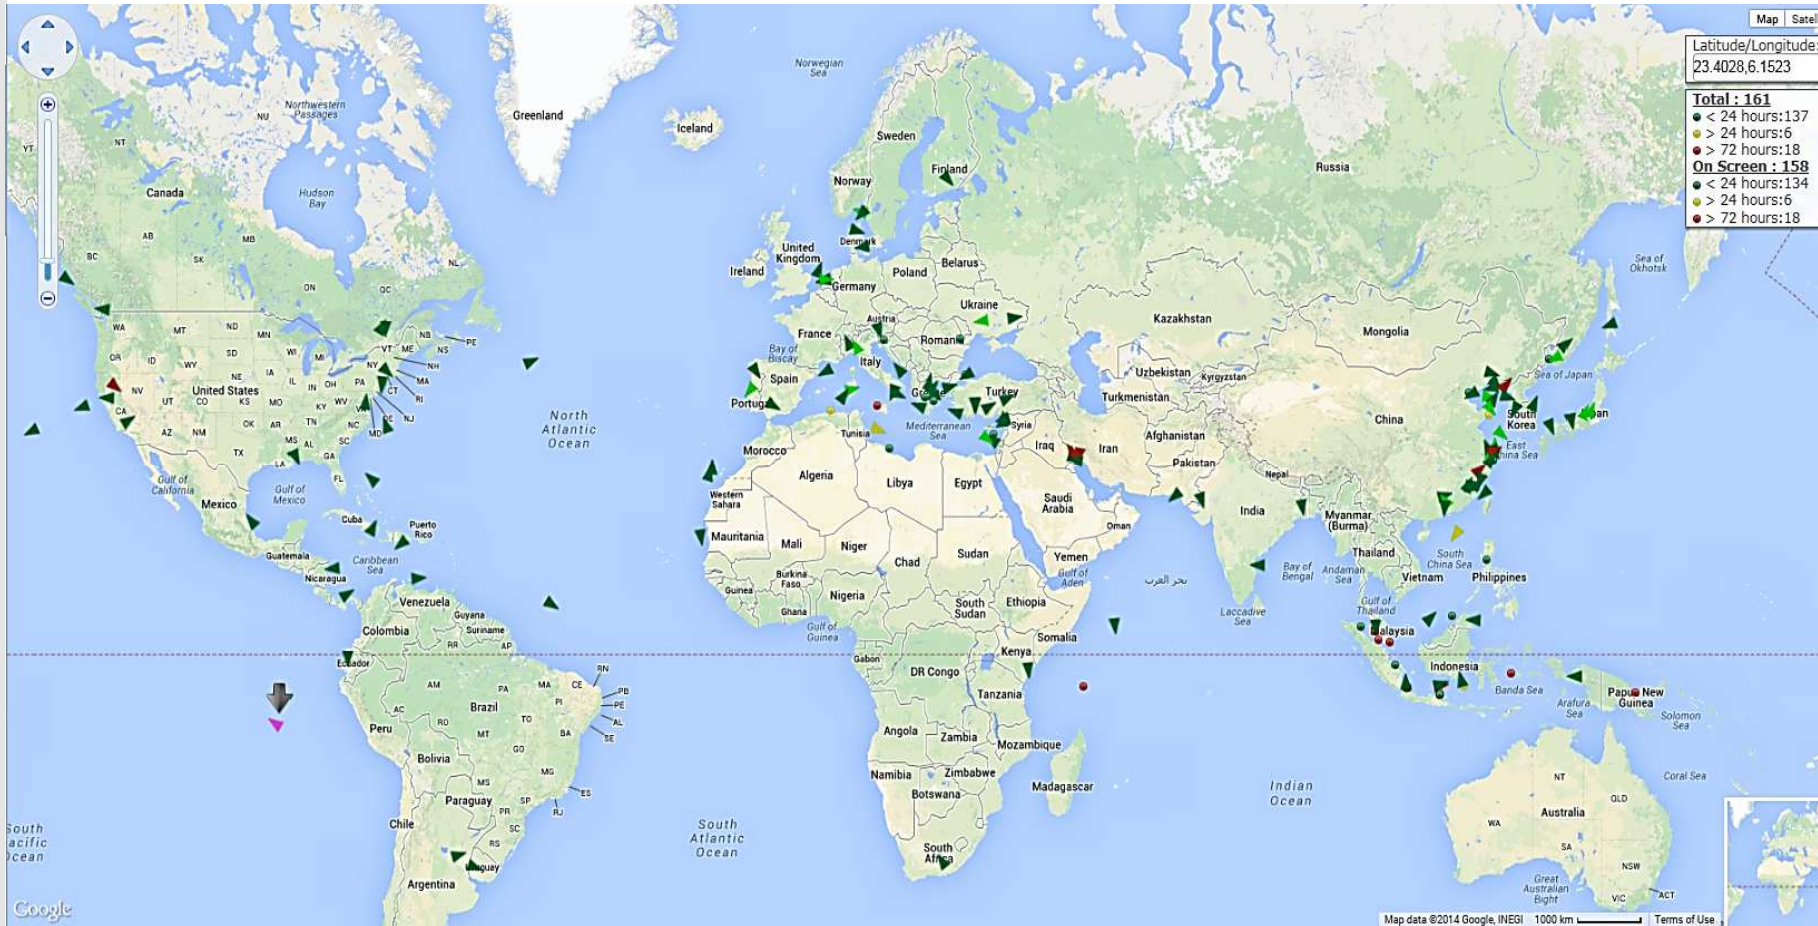 Map
Satel
Latitude/Longitude:
23.4028,6.1523
Total : 161
< 24 hours:137
> 24 hours:6
> 72 hours:18
On Screen : 158
< 24 hours:134
> 24 hours:6
> 72 hours:18
Norwegian
Sea
Northwestern
Passages
NU
Greenland
Iceland
Sweden
Finland
Norway
Russia
YT
NT
Canada
Hudson
Bay
AB
MB
BC
SK
ON
QC
NL
Denmark
United
Kingdom
Ireland
Belarus
Poland
Germany
Sea of
Okhotsk
Ukraine
Austria
France
Romania
Kazakhstan
Mongolia
WA
MT
ND
MN
NB
PE
NS
VT
ME
OR
ID
SD
WI
MI
NY
NH
WY
Bay of
Biscay
Italy
Uzbekistan
Kyrgyzstan
Sea of Japan
NV
United States
NE
IA
IL
IN
OH
PA
MA
CT
RI
Spain
Turkey
Turkmenistan
UT
CO
KS
MO
KY
WV
NJ
DE
MD
CA
Portugal
South
Korea
China
AZ
NM
OK
AR
TN
NC
North
Atlantic
Ocean
Tunisia
Mediterranean
Sea
Syria
Afghanistan
East
China Sea
MS
AL
SC
TX
LA
GA
Morocco
Iraq
Iran
Pakistan
Gulf of
California
Gulf of
Mexico
FL
Algeria
Libya
Egypt
Nepal
Western
Sahara
Saudi
Arabia
Mexico
Cuba
Puerto
Rico
India
Myanmar
(Burma)
Oman
Mauritania
Mali
Niger
Chad
Sudan
Yemen
Thailand
Guatemala
Caribbean
Sea
South
China Sea
Nicaragua
Burkina
Faso
Gulf of
Aden
بحر العرب
Bay of
Bengal
Andaman
Sea
Vietnam
Philippines
Guinea
Nigeria
Ghana
South
Sudan
Ethiopia
Venezuela
Guyana
Suriname
Laccadive
Sea
Gulf of
Thailand
Colombia
Gulf of
Guinea
Somalia
Malaysia
RR
AP
Gabon
Kenya
Ecuador
DR Congo
Indonesia
RN
AM
PA
MA
CE
PB
PI
PE
Tanzania
Banda Sea
Papua New
Guinea
Brazil
AC
RO
TO
AL
Arafura
Sea
Solomon
Sea
Peru
MT
BA
SE
Angola
Zambia
Mozambique
Bolivia
GO
Namibia
Zimbabwe
Coral Sea
MG
MS
ES
Botswana
Madagascar
Indian
Ocean
NT
QLD
Paraguay
SP
PR
RJ
Chile
SC
South
Pacific
Ocean
South
Atlantic
Ocean
Australia
WA
SA
RS
South
Africa
Uruguay
NSW
Argentina
Great
Australian
Bight
ACT
VIC
Google
Map data ©2014 Google, INEGI
1000 km
Terms of Use